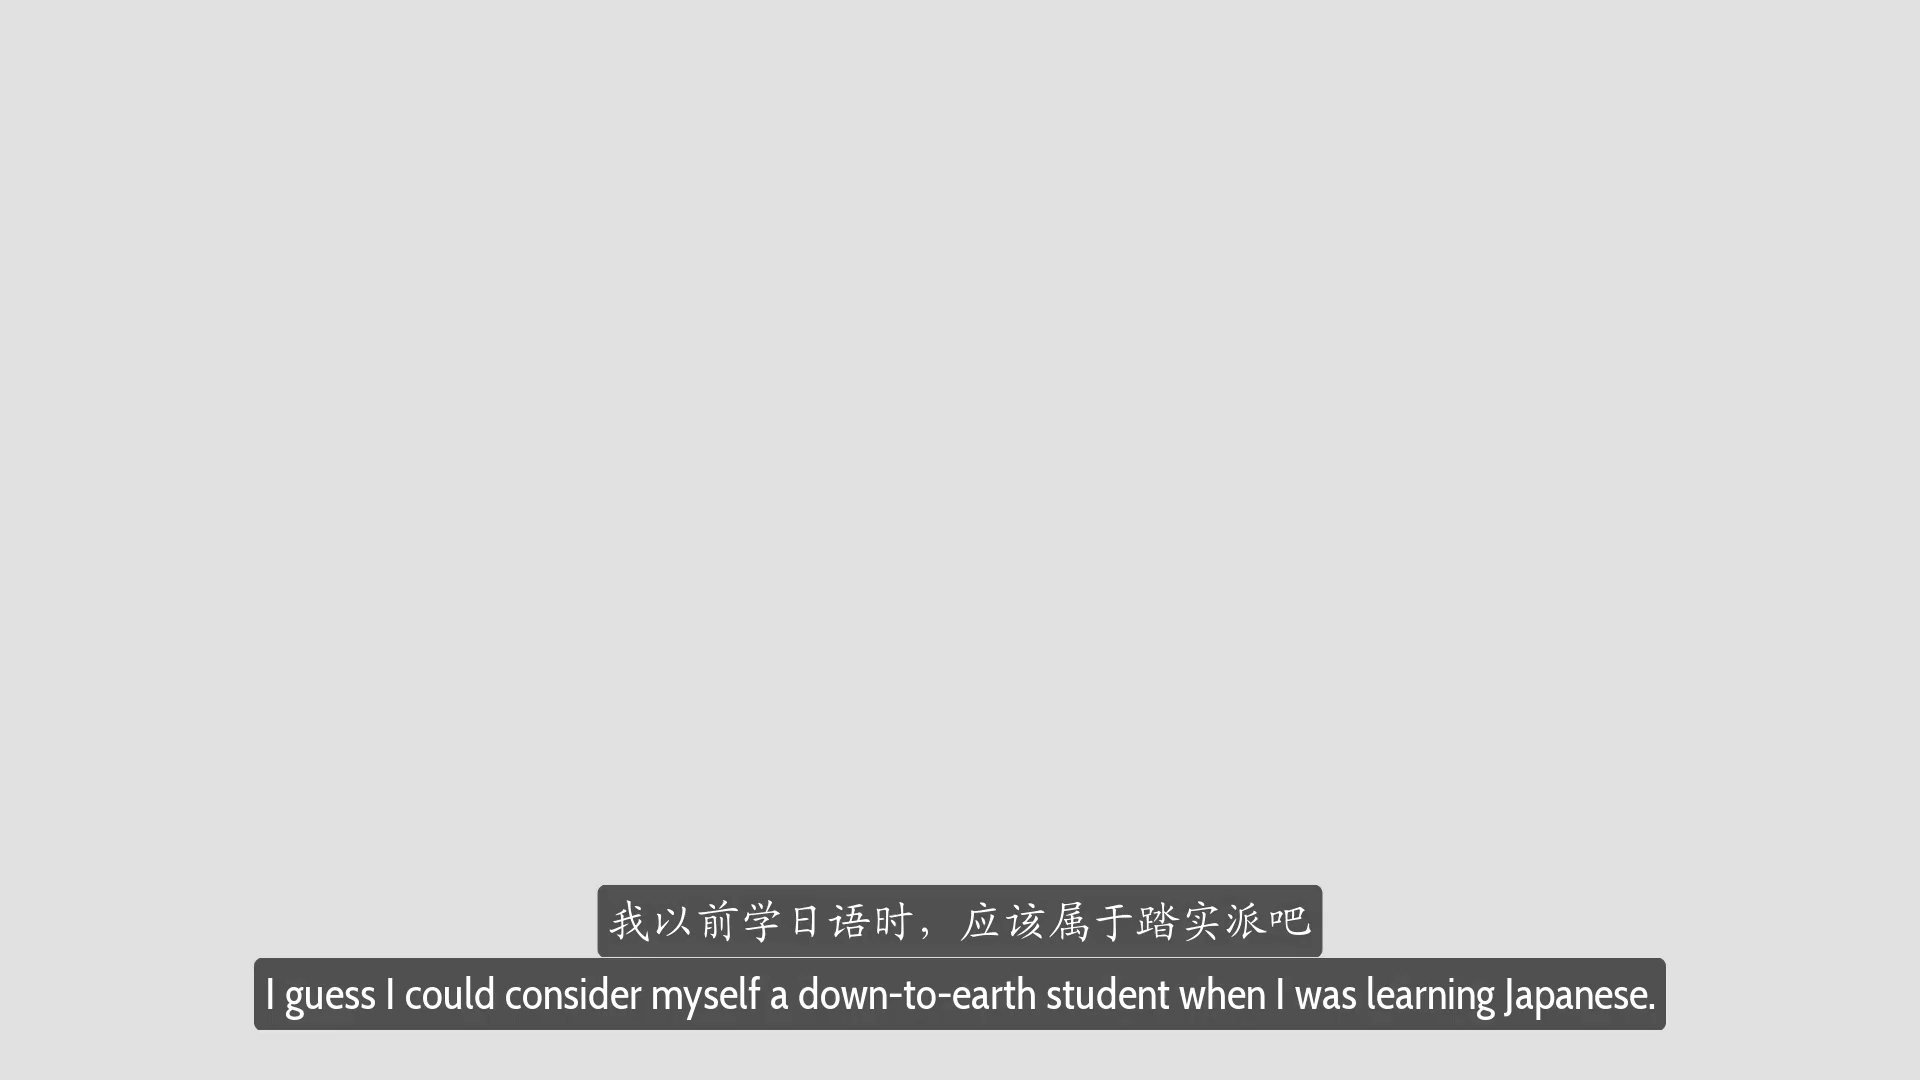 我以前学日语时，应该属于踏实派吧
I guess I could consider myself a down-to-earth student when I was learning Japanese.